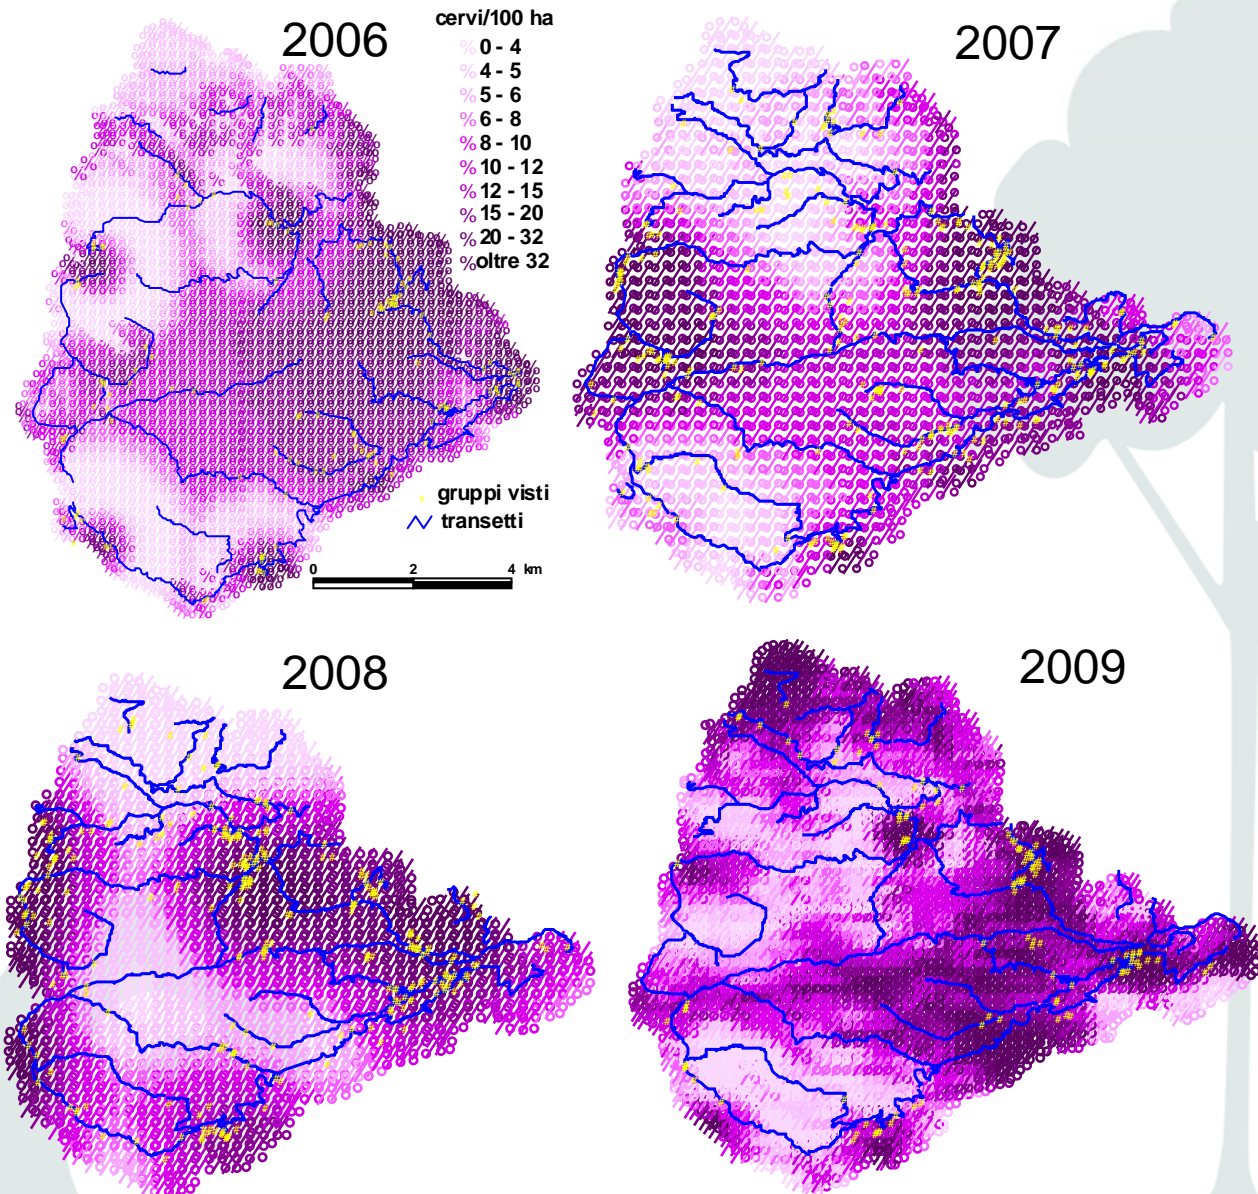 2006
cervi/100 ha
% 0 - 4
% 4 - 5
% 5 - 6
% 6 - 8
% 8 - 10
% 10 - 12
% 12 - 15
% 15 - 20
% 20 - 32
% oltre 32
gruppi visti
transetti
0 2 4 km
2007
2008
2009